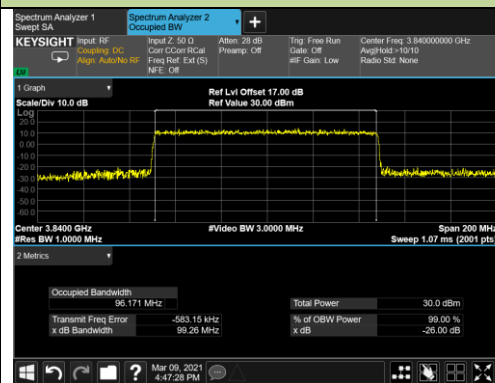 Spectrum Analyzer 1
Swept SA
Spectrum Analyzer 2
Occupied BW
KEYSIGHT
Input: RF
Coupling: DC
Align: Auto/No RF
Input Z: 50 Ω
Corr CCorr RCal
Freq Ref: Ext (S)
NFE: Off
Atten: 28 dB
Preamp: Off
Trig: Free Run
Gate: Off
#IF Gain: Low
Center Freq: 3.840000000 GHz
Avg|Hold:>10/10
Radio Std: None
1 Graph
Scale/Div 10.0 dB
Ref Lvl Offset 17.00 dB
Ref Value 30.00 dBm
Log
20.0
10.0
0.00
-10.0
-20.0
-30.0
-40.0
-50.0
-60.0
Center 3.8400 GHz
#Res BW 1.0000 MHz
#Video BW 3.0000 MHz
Span 200 MHz
Sweep 1.07 ms (2001 pts)
2 Metrics
Occupied Bandwidth
96.171 MHz
Total Power 30.0 dBm
Transmit Freq Error -583.15 kHz
% of OBW Power 99.00 %
x dB Bandwidth 99.26 MHz
x dB -26.00 dB
?
Mar 09, 2021
4:47:28 PM